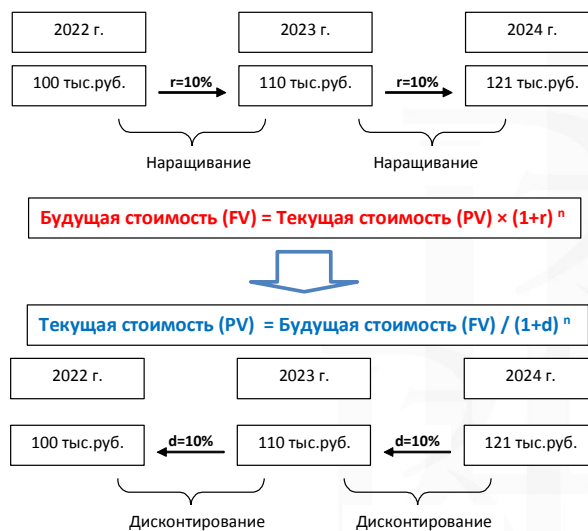 2022 г. 2023 г. 2024 г.
100 тыс.руб. r=10% 110 тыс.руб. r=10% 121 тыс.руб.
Наращивание Наращивание
Будущая стоимость (FV) = Текущая стоимость (PV) × (1+r) ⁿ
Текущая стоимость (PV) = Будущая стоимость (FV) / (1+d) ⁿ
2022 г. 2023 г. 2024 г.
100 тыс.руб. d=10% 110 тыс.руб. d=10% 121 тыс.руб.
Дисконтирование Дисконтирование